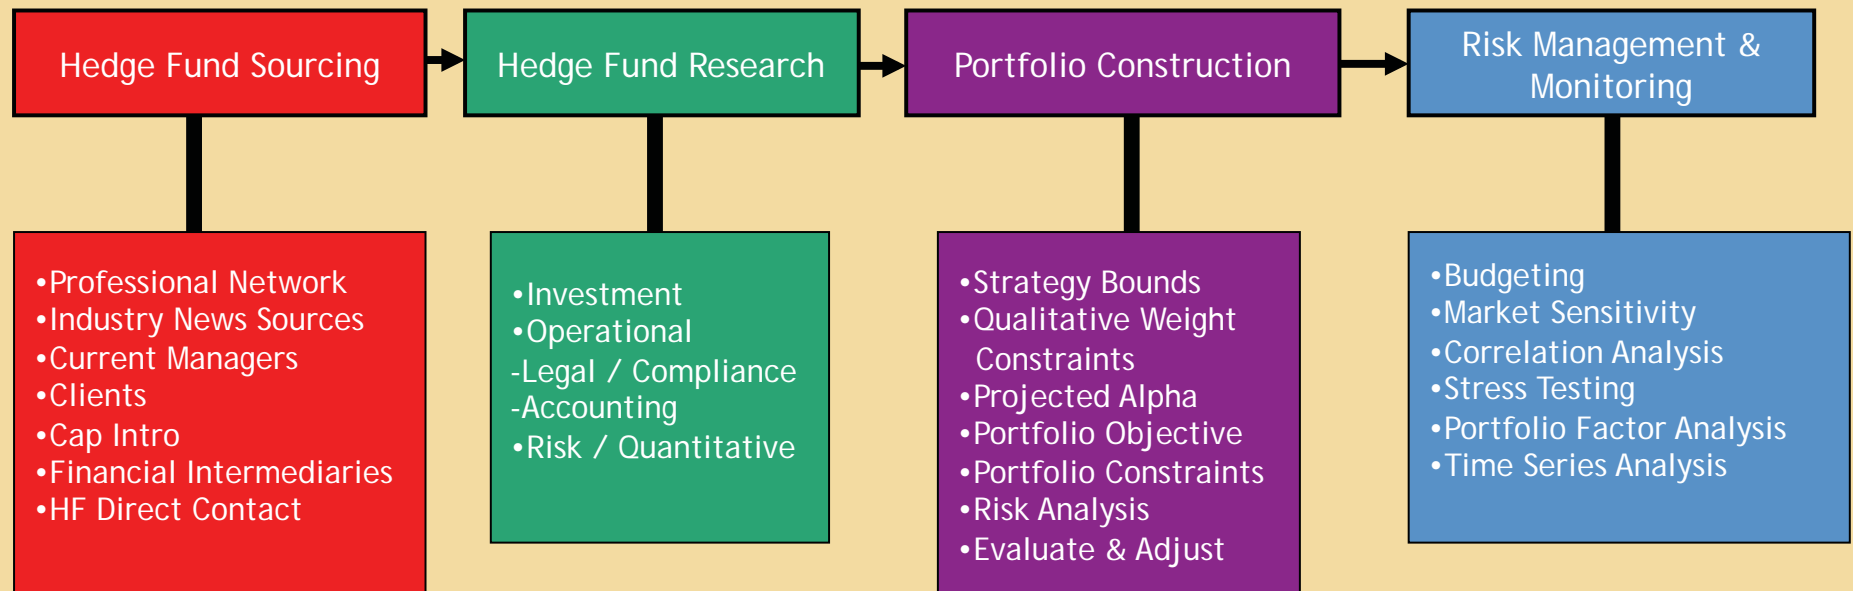 Hedge Fund Sourcing
Hedge Fund Research
Portfolio Construction
Risk Management &
Monitoring
•Professional Network
•Industry News Sources
•Current Managers
•Clients
•Cap Intro
•Financial Intermediaries
•HF Direct Contact
•Investment
•Operational
-Legal / Compliance
-Accounting
•Risk / Quantitative
•Strategy Bounds
•Qualitative Weight
Constraints
•Projected Alpha
•Portfolio Objective
•Portfolio Constraints
•Risk Analysis
•Evaluate & Adjust
•Budgeting
•Market Sensitivity
•Correlation Analysis
•Stress Testing
•Portfolio Factor Analysis
•Time Series Analysis